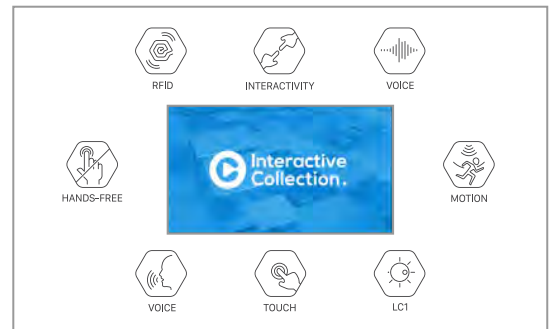 RFID
INTERACTIVITY
VOICE
Interactive
Collection.
HANDS-FREE
MOTION
VOICE
TOUCH
LC1